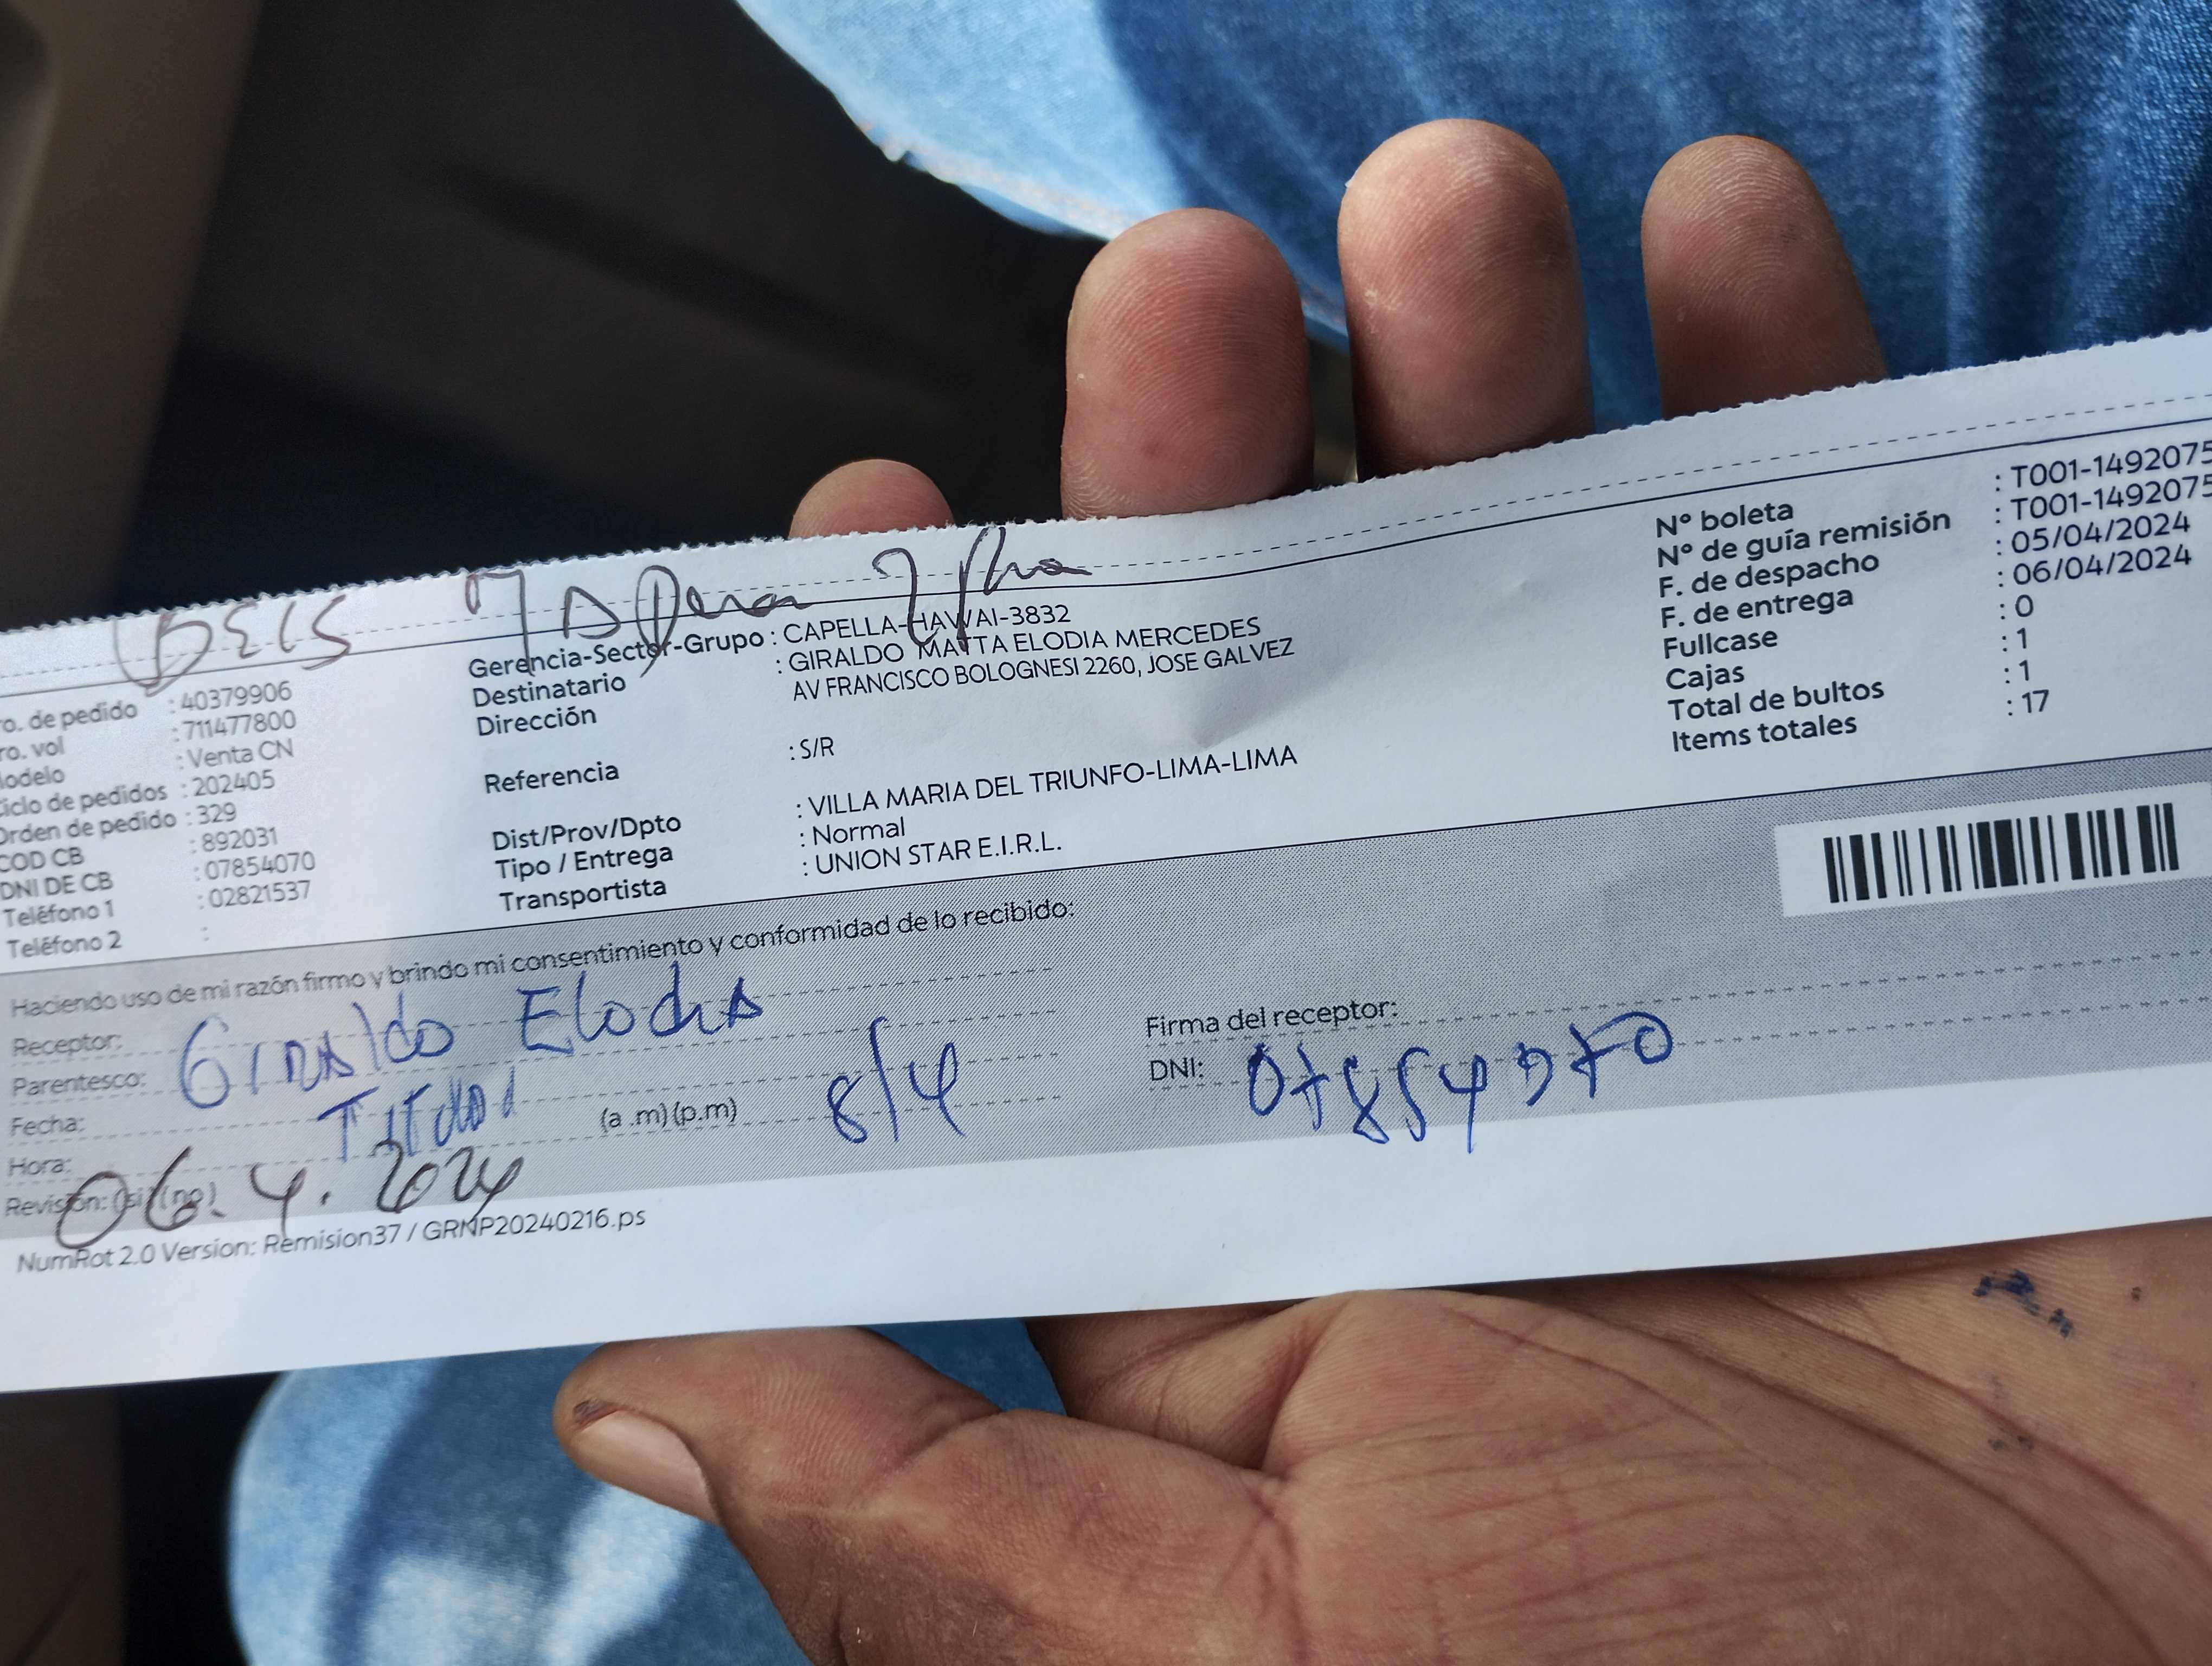 Gerencia-Sector-Grupo : CAPELLA-HAWAI-3832
Destinatario : GIRALDO MATTA ELODIA MERCEDES
Dirección AV FRANCISCO BOLOGNESI 2260, JOSE GALVEZ
Referencia : S/R
Dist/Prov/Dpto : VILLA MARIA DEL TRIUNFO-LIMA-LIMA
Tipo / Entrega : Normal
Transportista : UNION STAR E.I.R.L.
ro. de pedido : 40379906
ro. vol : 711477800
lodelo : Venta CN
iclo de pedidos : 202405
Orden de pedido : 329
COD CB : 892031
DNI DE CB : 07854070
Teléfono 1 : 02821537
Teléfono 2 :
N° boleta : T001-1492075
N° de guía remisión : T001-1492075
F. de despacho : 05/04/2024
F. de entrega : 06/04/2024
Fullcase : 0
Cajas : 1
Total de bultos : 1
Items totales : 17
Haciendo uso de mi razón firmo y brindo mi consentimiento y conformidad de lo recibido:
Receptor: Giraldo Elodia
Parentesco:
Fecha:
Hora: (a .m) (p.m) 8/4
Revisión: (si) (no)
06.4.2024
Firma del receptor:
DNI: 07854070
NumRot 2.0 Version: Remision37 / GRNP20240216.ps